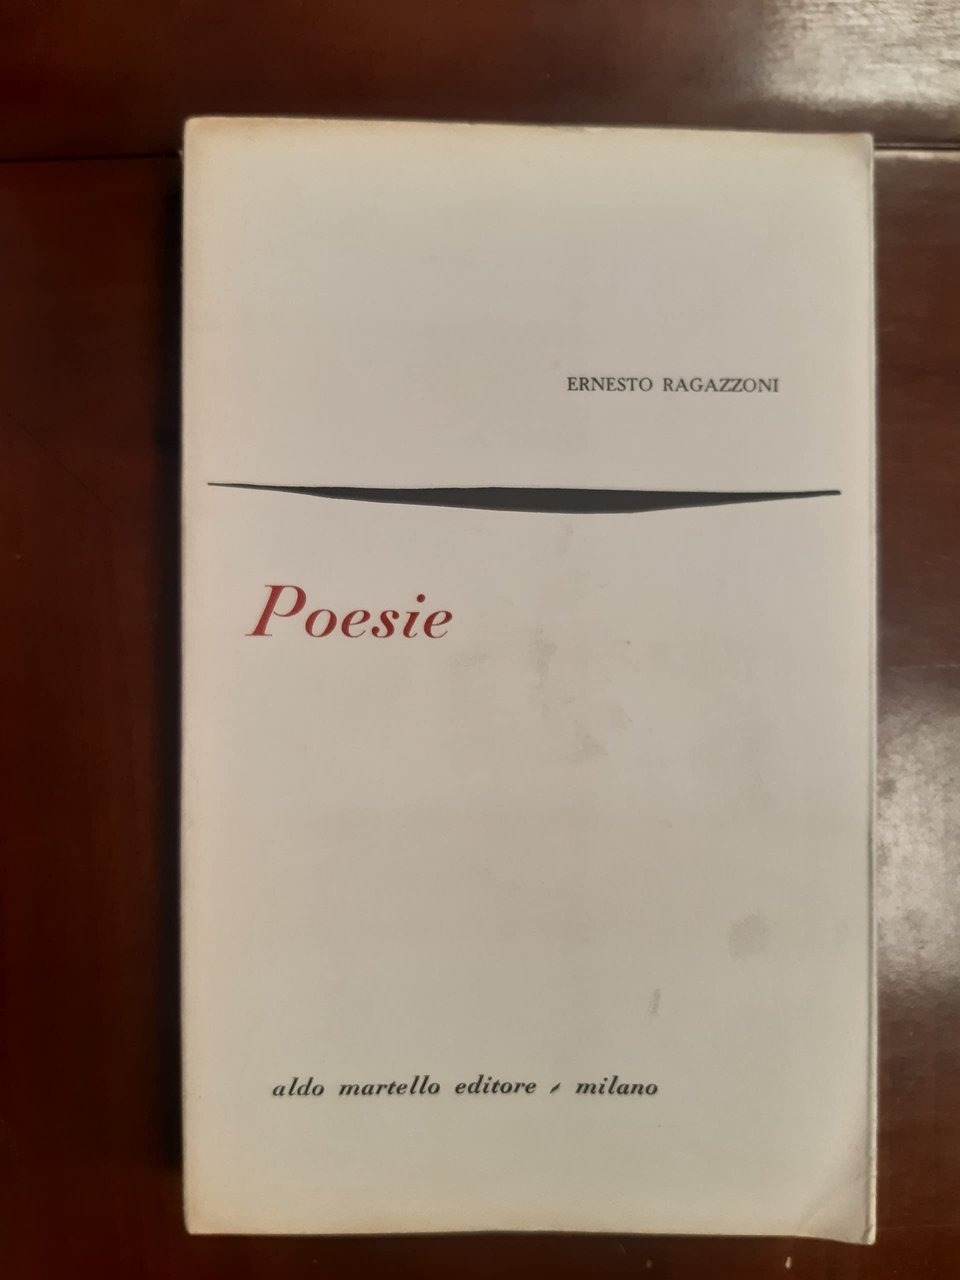 ERNESTO RAGAZZONI
Poesie
aldo martello editore - milano